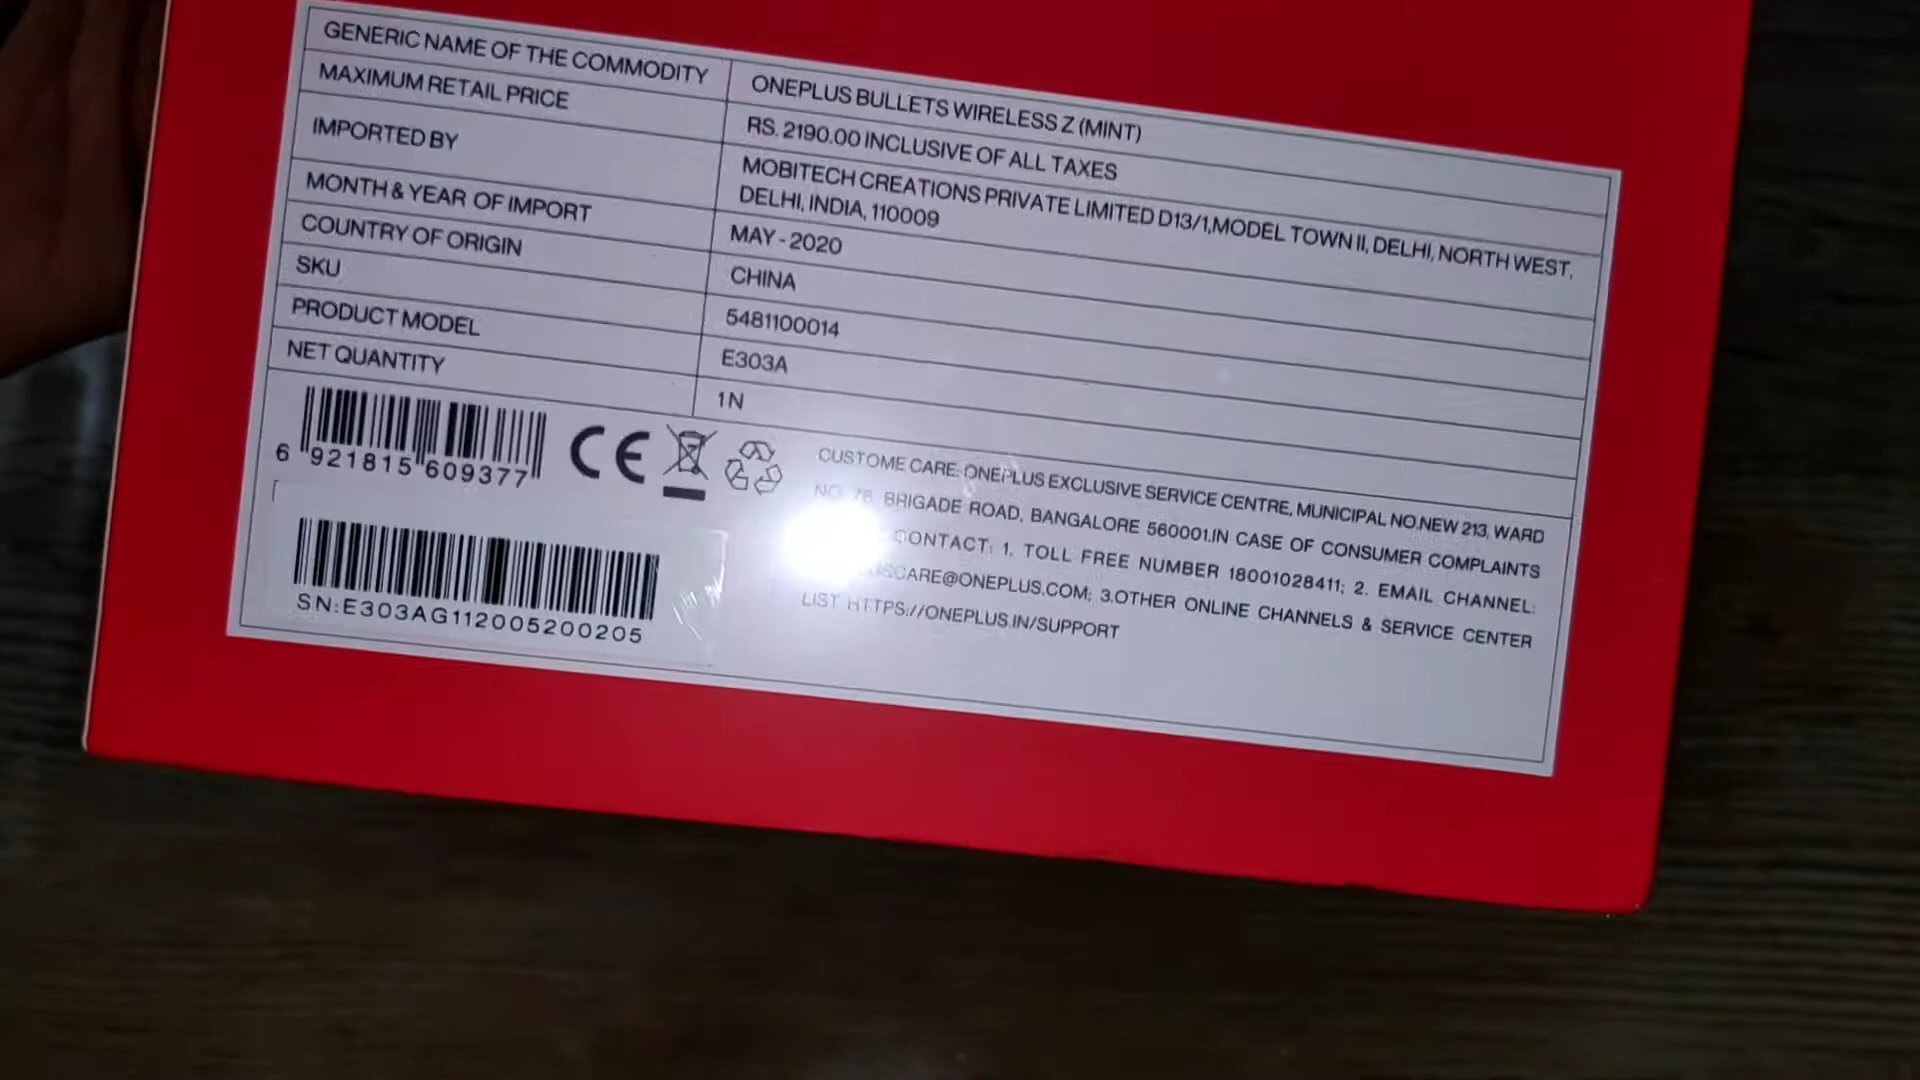 GENERIC NAME OF THE COMMODITY ONEPLUS BULLETS WIRELESS Z (MINT)
MAXIMUM RETAIL PRICE RS. 2190.00 INCLUSIVE OF ALL TAXES
IMPORTED BY MOBITECH CREATIONS PRIVATE LIMITED D13/1,MODEL TOWN II, DELHI, NORTH WEST,
DELHI, INDIA, 110009
MONTH & YEAR OF IMPORT MAY - 2020
COUNTRY OF ORIGIN CHINA
SKU 5481100014
PRODUCT MODEL E303A
NET QUANTITY 1N
6 921815 609377
CE
CUSTOME CARE: ONEPLUS EXCLUSIVE SERVICE CENTRE, MUNICIPAL NO.NEW 213, WARD
NO. 76, BRIGADE ROAD, BANGALORE 560001.IN CASE OF CONSUMER COMPLAINTS
CONTACT: 1. TOLL FREE NUMBER 18001028411; 2. EMAIL CHANNEL:
3.OTHER ONLINE CHANNELS & SERVICE CENTER
LIST HTTPS://ONEPLUS.IN/SUPPORT
SN:E303AG112005200205